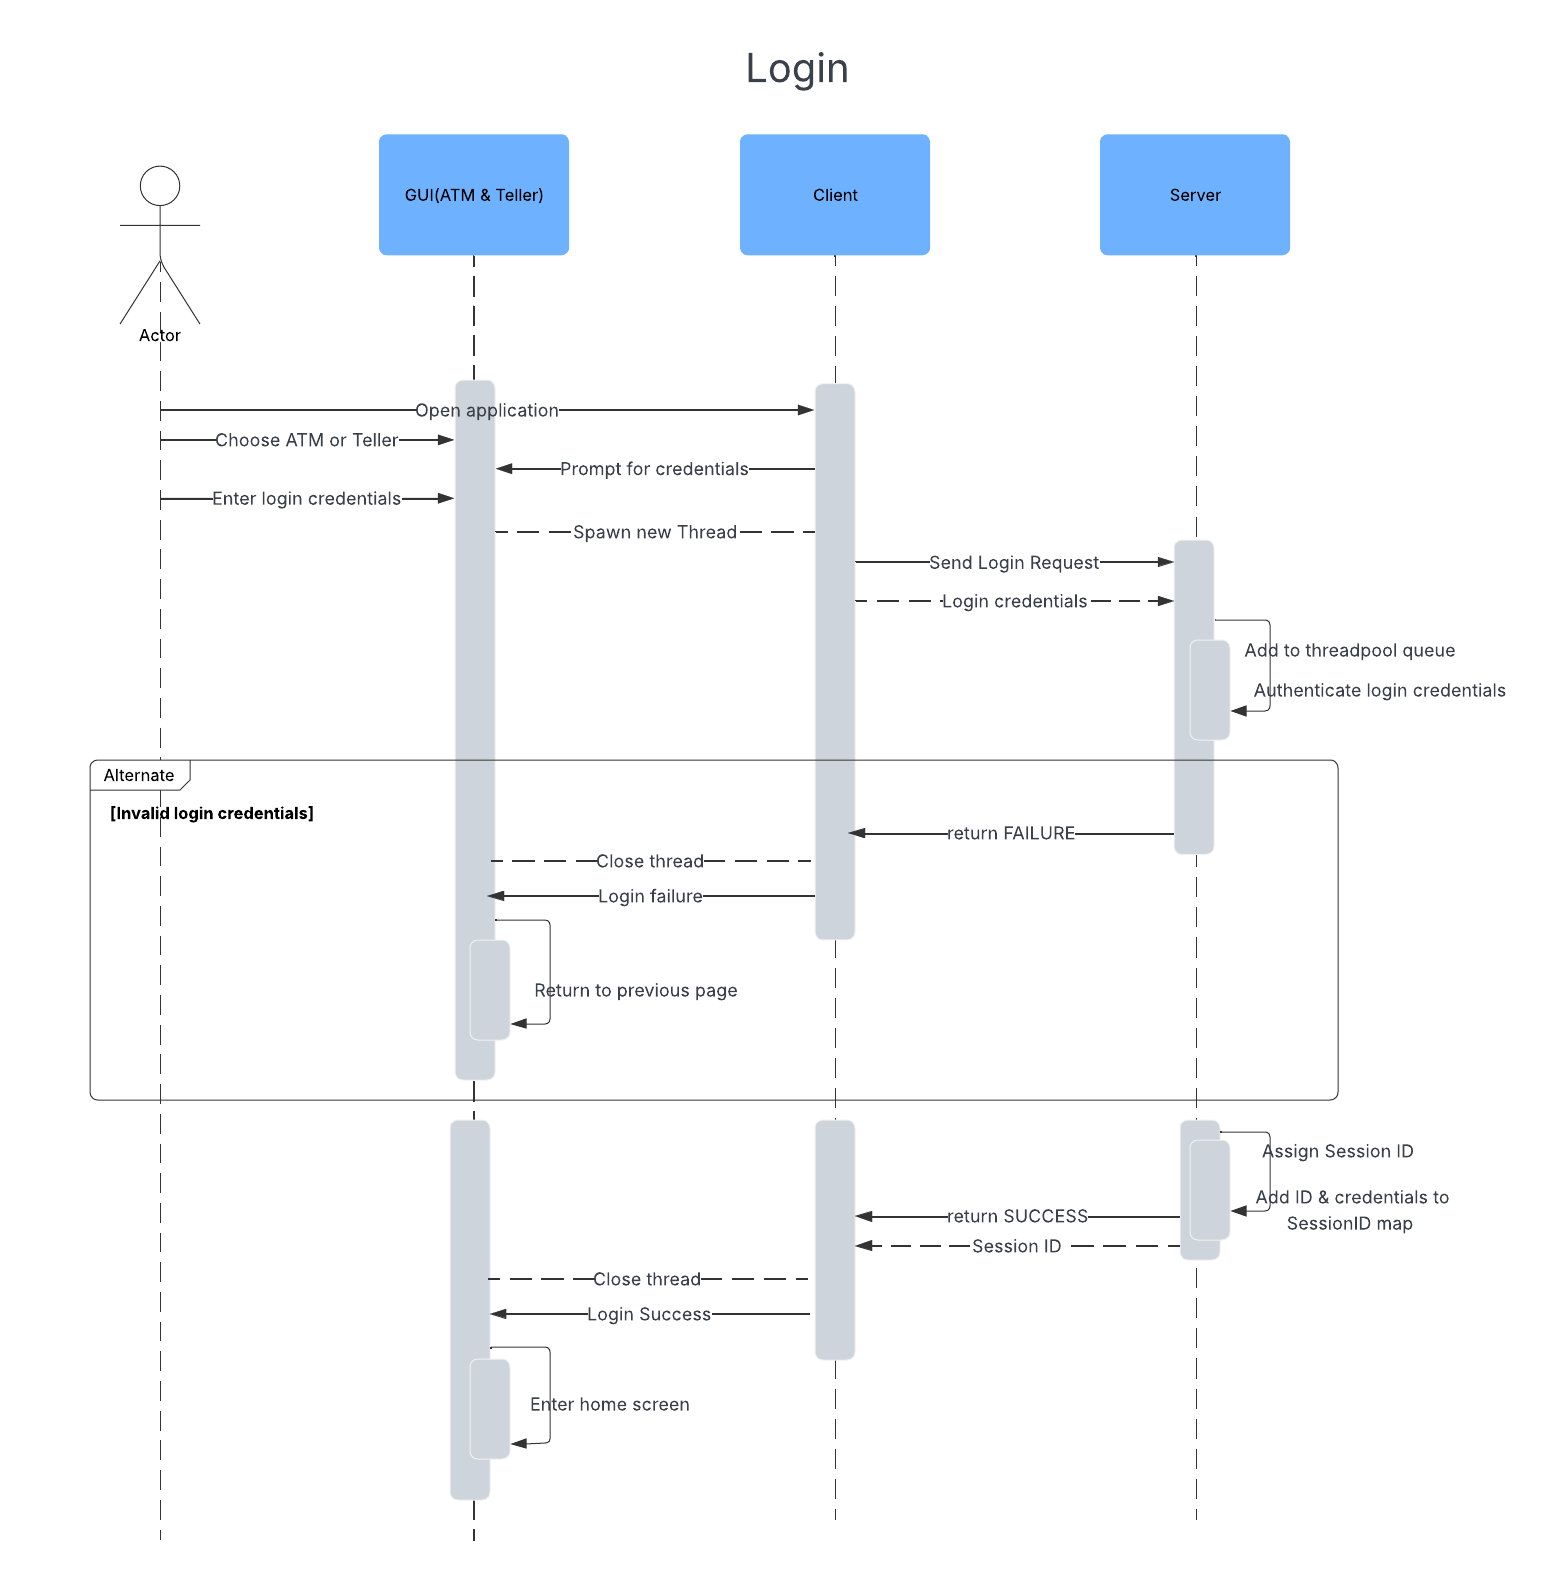 Login
GUI(ATM & Teller)
Client
Server
Actor
Open application
Choose ATM or Teller
Prompt for credentials
Enter login credentials
Spawn new Thread
Send Login Request
Login credentials
Add to threadpool queue
Authenticate login credentials
Alternate
[Invalid login credentials]
return FAILURE
Close thread
Login failure
Return to previous page
Assign Session ID
Add ID & credentials to
SessionID map
return SUCCESS
Session ID
Close thread
Login Success
Enter home screen